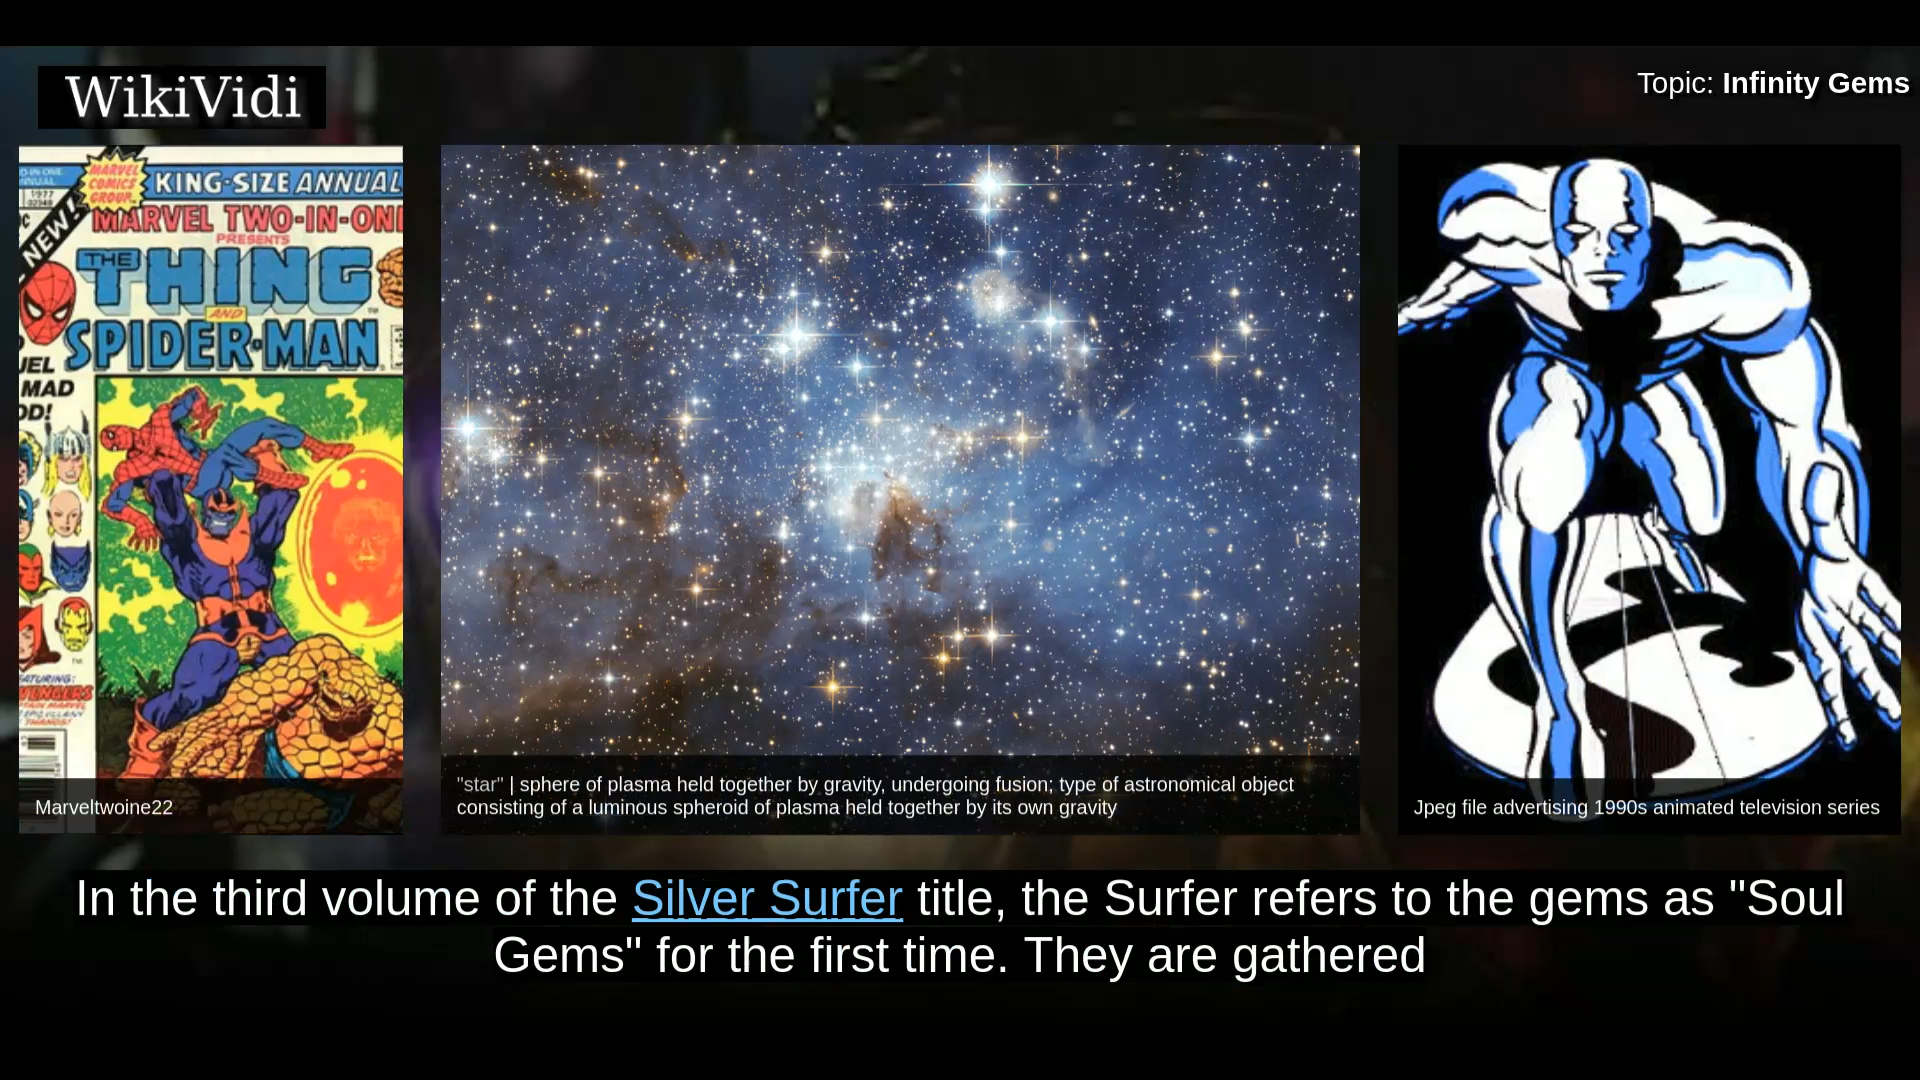 WikiVidi
Topic: Infinity Gems
MARVEL
COMICS
GROUP
KING-SIZE ANNUAL
1977
02948
NEW!
MARVEL TWO-IN-ONE
PRESENTS
THE
THING
AND
SPIDER-MAN
MAD
Marveltwoine22
"star" | sphere of plasma held together by gravity, undergoing fusion; type of astronomical object
consisting of a luminous spheroid of plasma held together by its own gravity
Jpeg file advertising 1990s animated television series
In the third volume of the Silver Surfer title, the Surfer refers to the gems as "Soul
Gems" for the first time. They are gathered